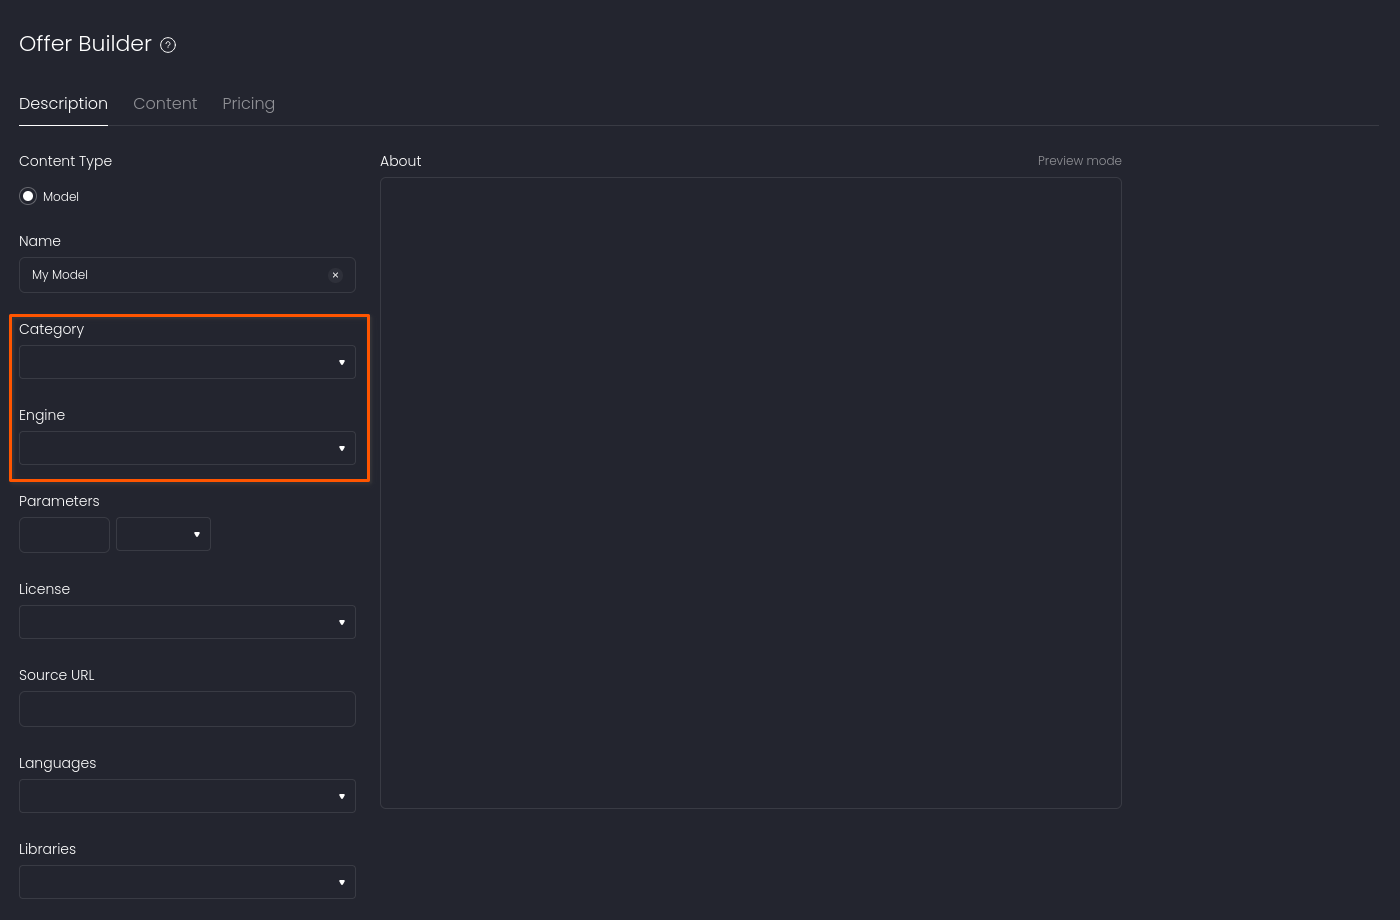 Offer Builder ?
Description Content Pricing
Content Type
Model
Name
My Model
Category
Engine
Parameters
License
Source URL
Languages
Libraries
About
Preview mode